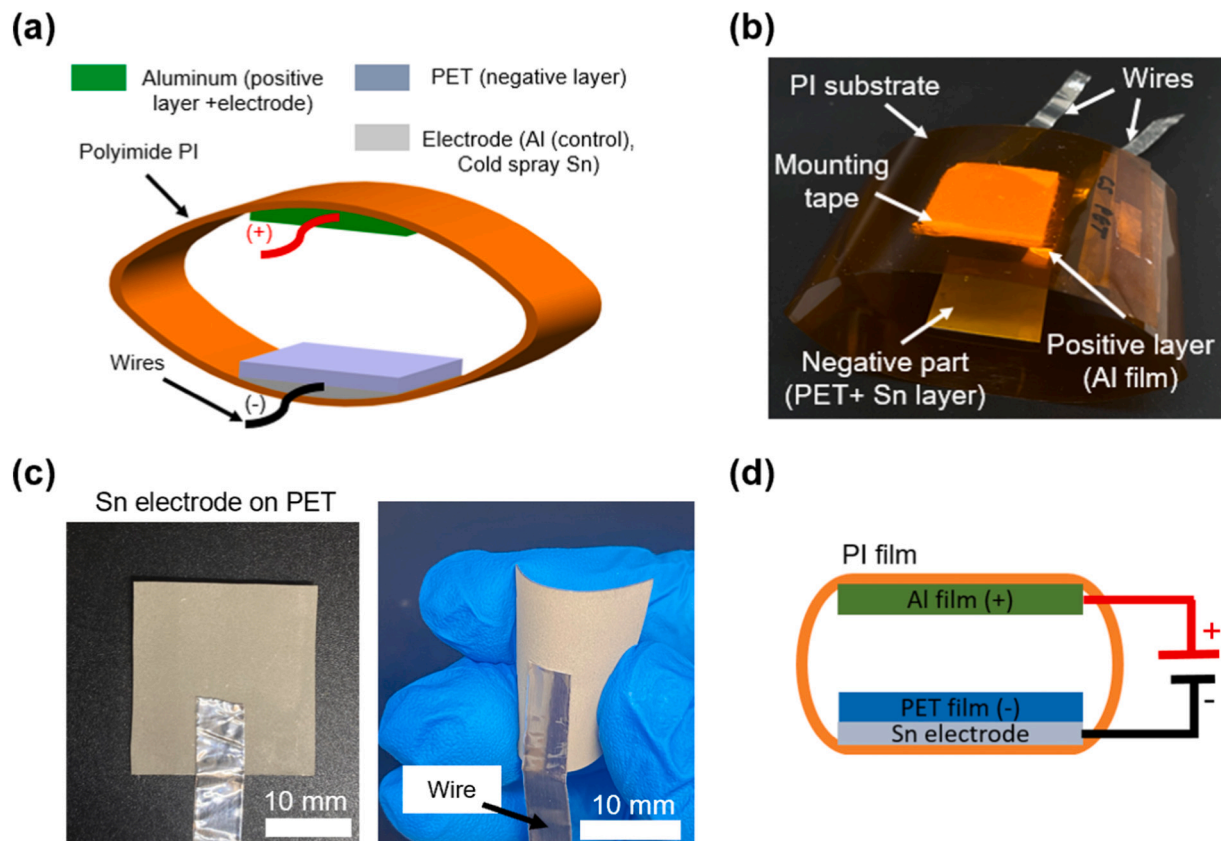 (a)
Aluminum (positive
layer +electrode)
PET (negative layer)
Electrode (Al (control),
Cold spray Sn)
Polyimide PI
(+)
Wires
(-)
(b)
PI substrate
Wires
Mounting
tape
CS PET
Negative part
(PET+ Sn layer)
Positive layer
(Al film)
(c)
Sn electrode on PET
10 mm
Wire
10 mm
(d)
PI film
Al film (+)
+
PET film (-)
-
Sn electrode